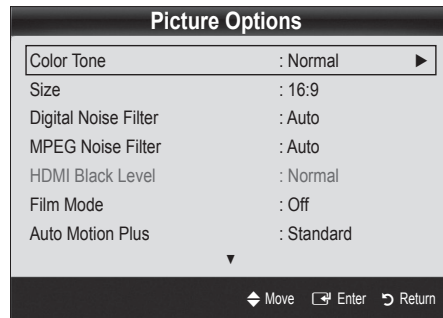 Picture Options
Color Tone : Normal ►
Size : 16:9
Digital Noise Filter : Auto
MPEG Noise Filter : Auto
HDMI Black Level : Normal
Film Mode : Off
Auto Motion Plus : Standard
▼
Move Enter Return